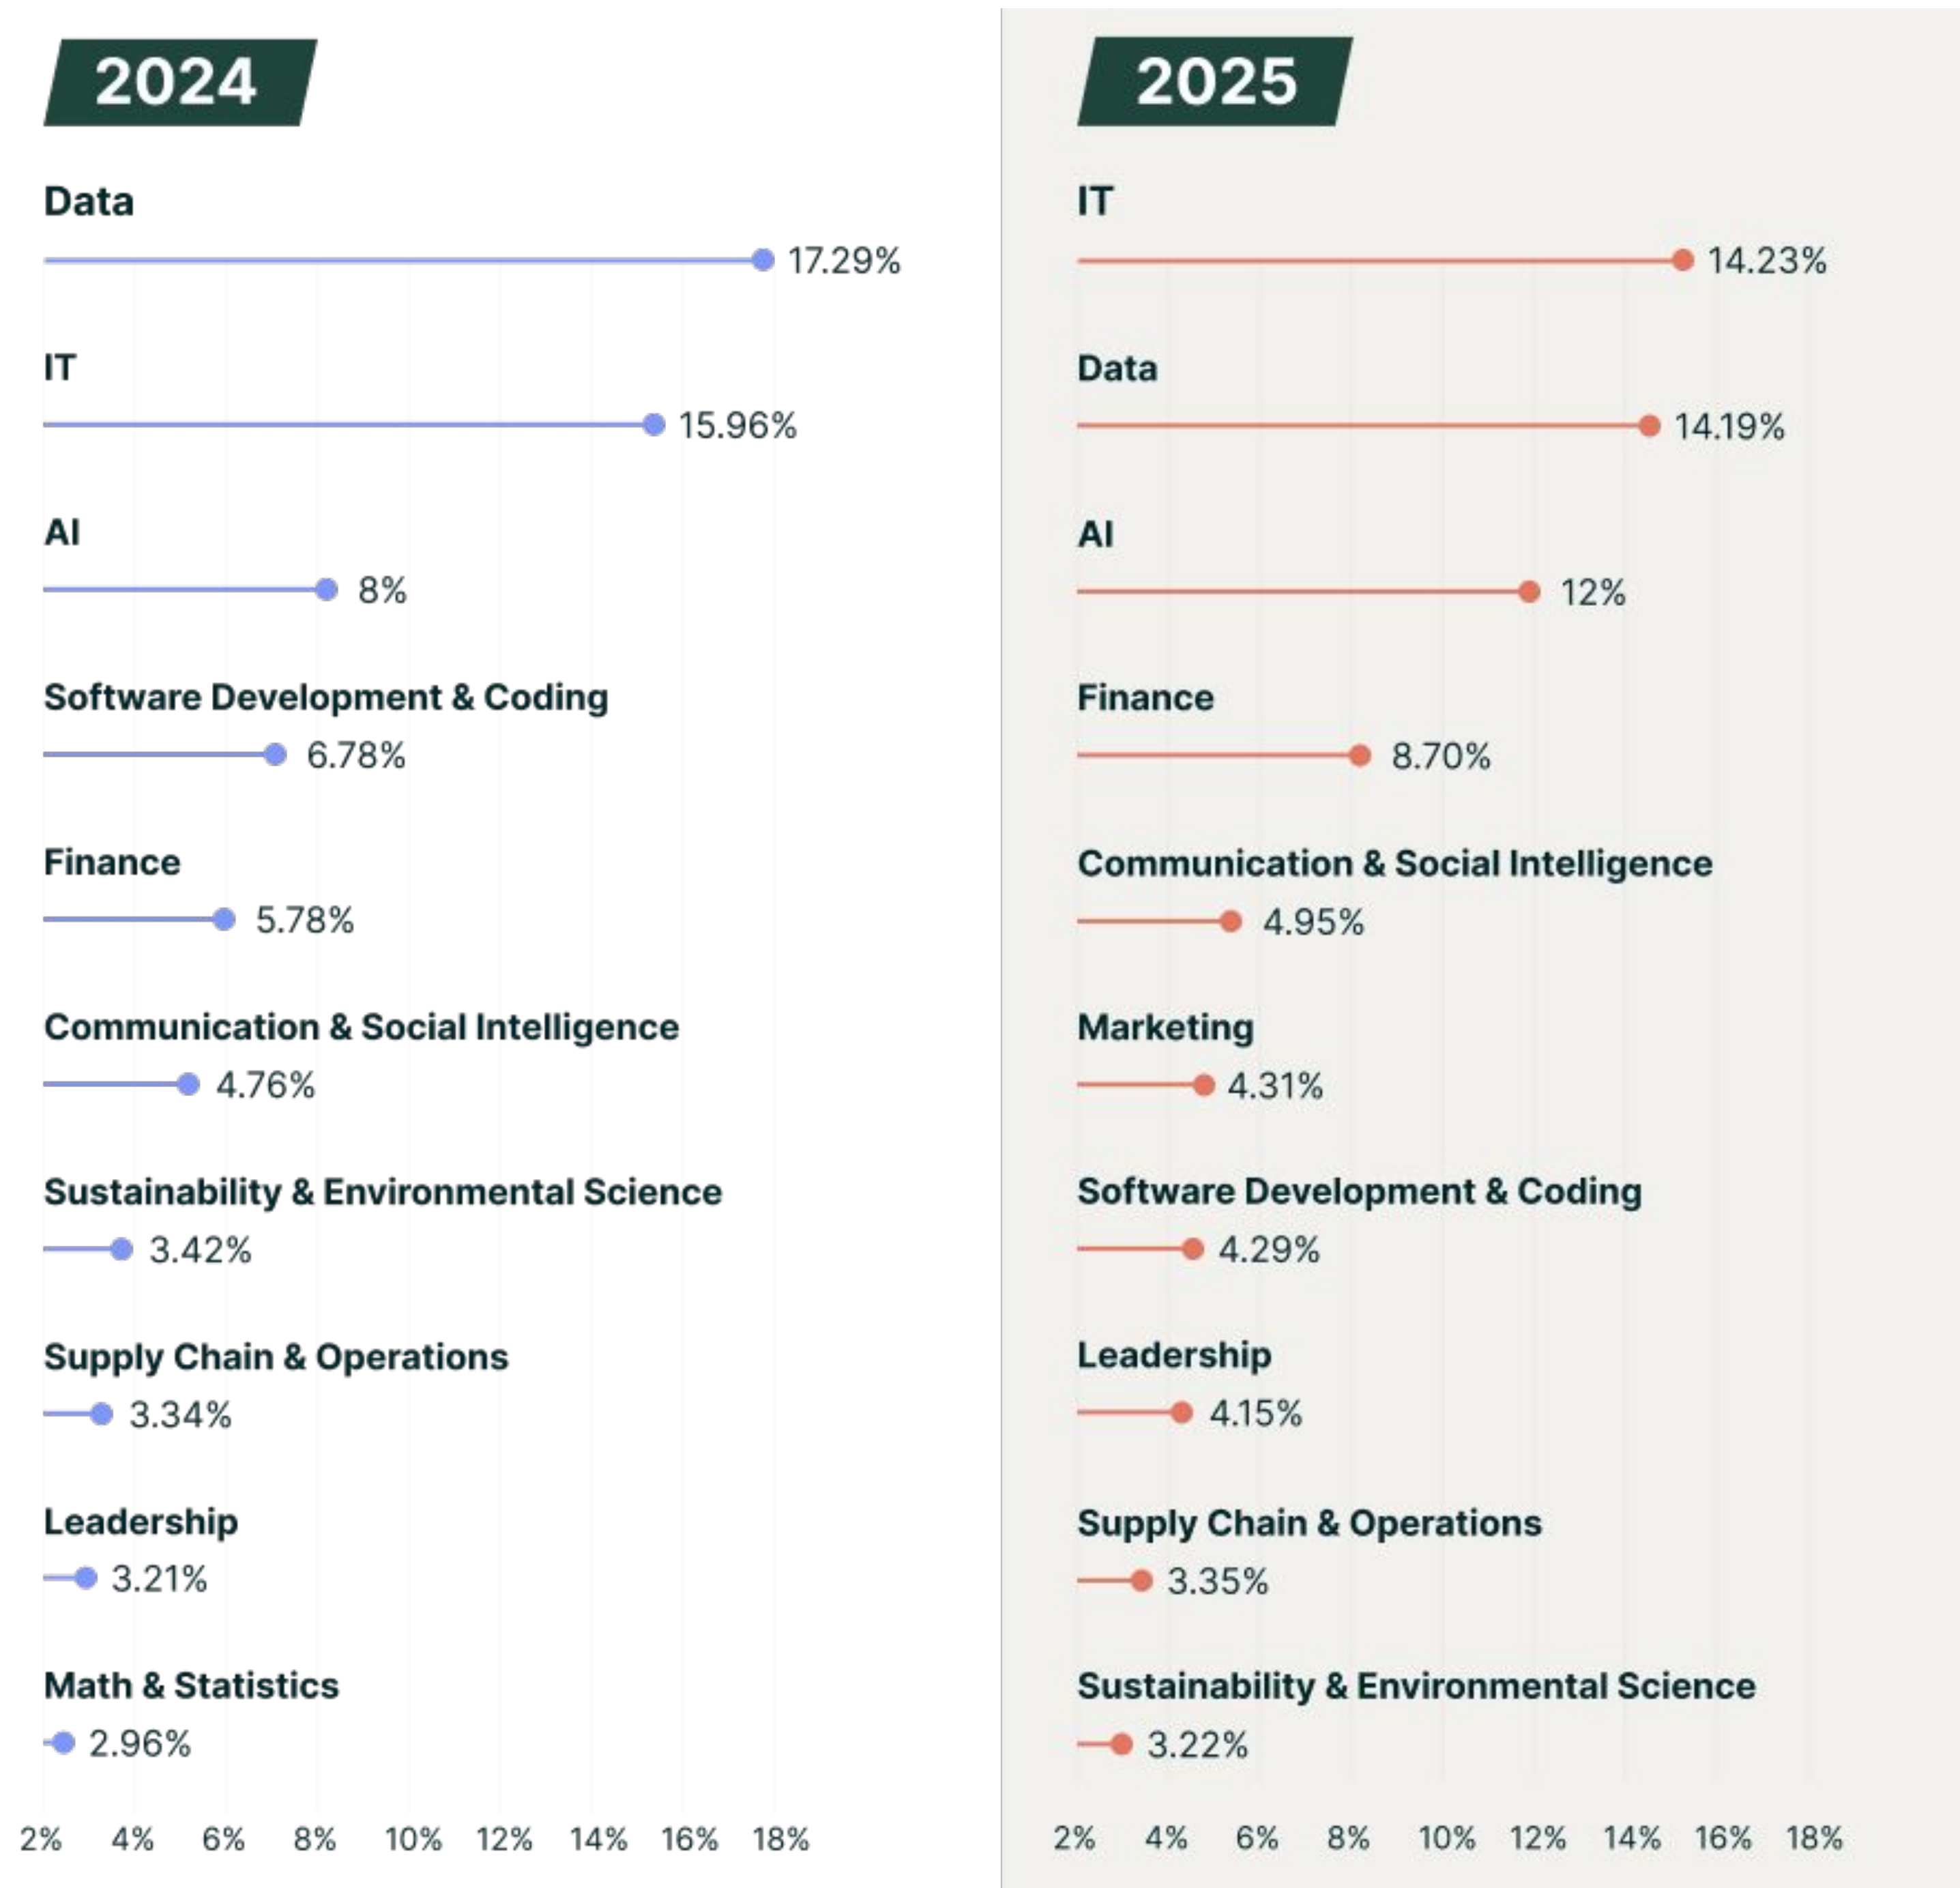 2024
Data
17.29%
IT
15.96%
AI
8%
Software Development & Coding
6.78%
Finance
5.78%
Communication & Social Intelligence
4.76%
Sustainability & Environmental Science
3.42%
Supply Chain & Operations
3.34%
Leadership
3.21%
Math & Statistics
2.96%
2% 4% 6% 8% 10% 12% 14% 16% 18%
2025
IT
14.23%
Data
14.19%
AI
12%
Finance
8.70%
Communication & Social Intelligence
4.95%
Marketing
4.31%
Software Development & Coding
4.29%
Leadership
4.15%
Supply Chain & Operations
3.35%
Sustainability & Environmental Science
3.22%
2% 4% 6% 8% 10% 12% 14% 16% 18%